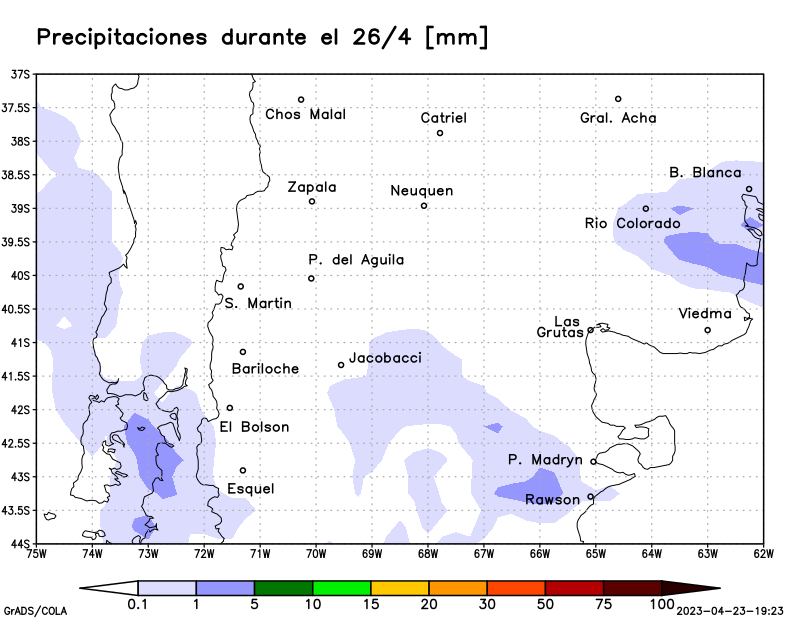 Precipitaciones durante el 26/4 [mm]
37S
37.5S
38S
38.5S
39S
39.5S
40S
40.5S
41S
41.5S
42S
42.5S
43S
43.5S
44S
Chos Malal
Catriel
Gral. Acha
B. Blanca
Zapala
Neuquen
Rio Colorado
P. del Aguila
S. Martin
Las
Grutas
Viedma
Bariloche
Jacobacci
El Bolson
P. Madryn
Esquel
Rawson
75W 74W 73W 72W 71W 70W 69W 68W 67W 66W 65W 64W 63W 62W
0.1 1 5 10 15 20 30 50 75 100
GrADS/COLA
2023-04-23-19:23